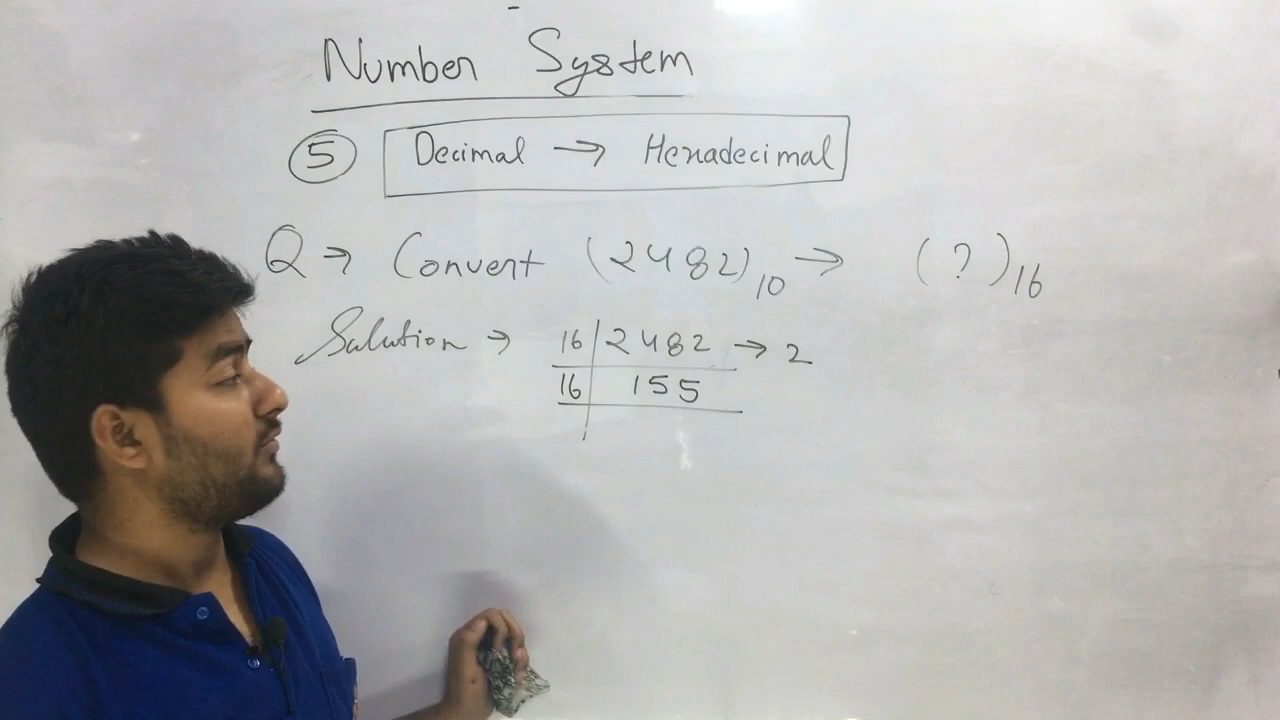 Number System
5 Decimal → Hexadecimal
Q → Convert (2482)10 → (?)16
Solution → 16 2482 → 2
16 155